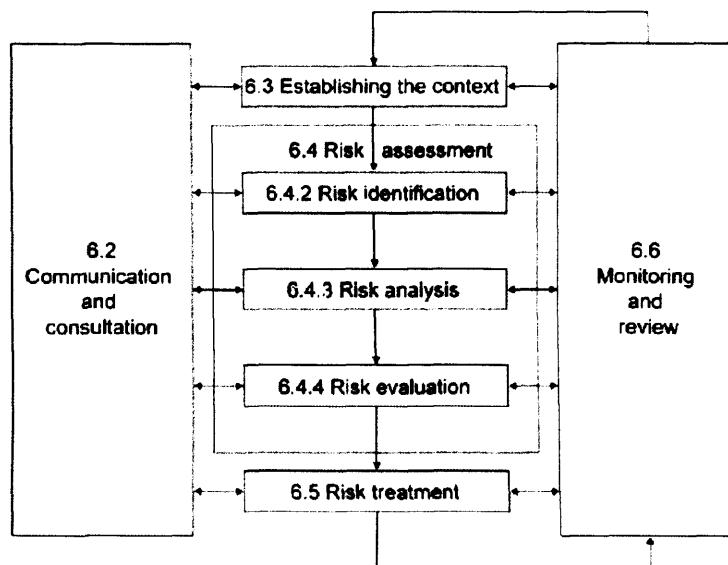 6.3 Establishing the context
6.4 Risk assessment
6.4.2 Risk identification
6.2
Communication
and
consultation
6.4.3 Risk analysis
6.6
Monitoring
and
review
6.4.4 Risk evaluation
6.5 Risk treatment